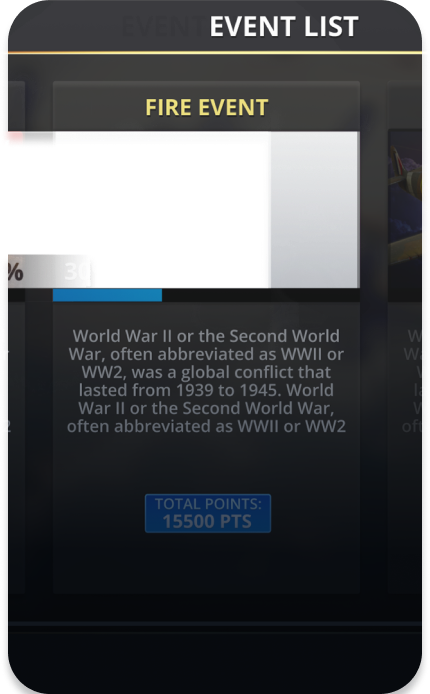 EVENT EVENT LIST
FIRE EVENT
% 30
World War II or the Second World
War, often abbreviated as WWII or
WW2, was a global conflict that
lasted from 1939 to 1945. World
War II or the Second World War,
often abbreviated as WWII or WW2
TOTAL POINTS:
15500 PTS